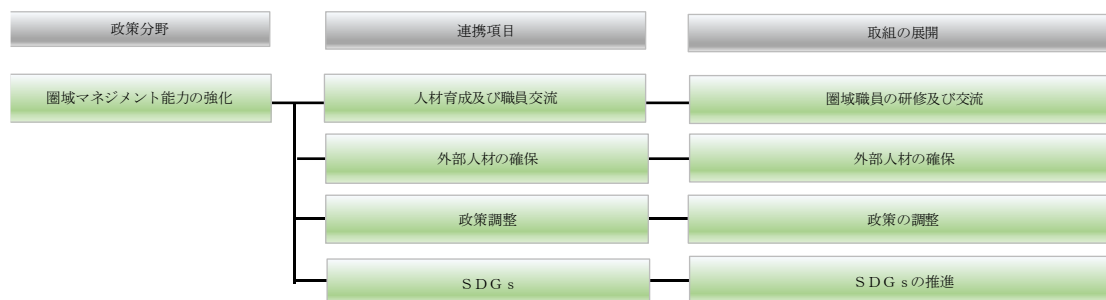 政策分野
連携項目
取組の展開
圏域マネジメント能力の強化
人材育成及び職員交流
圏域職員の研修及び交流
外部人材の確保
外部人材の確保
政策調整
政策の調整
ＳＤＧｓ
ＳＤＧｓの推進